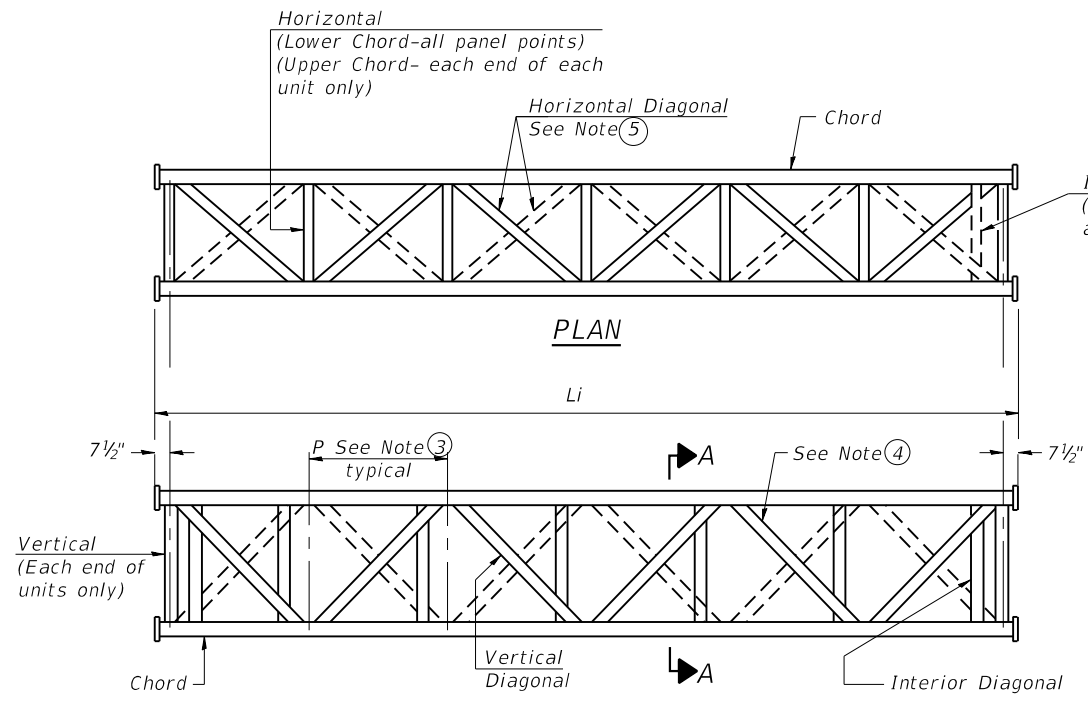 Horizontal
(Lower Chord-all panel points)
(Upper Chord- each end of each
unit only)
Horizontal Diagonal
See Note 5
Chord
PLAN
Li
7½"
P See Note 3
typical
A
See Note 4
7½"
Vertical
(Each end of
units only)
Chord
Vertical
Diagonal
A
Interior Diagonal